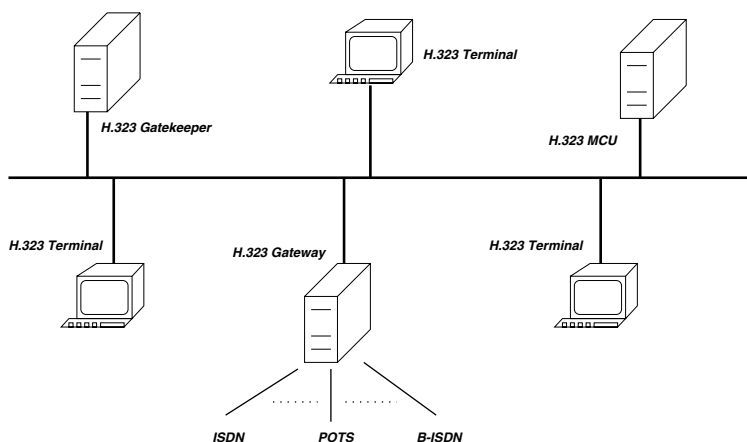 H.323 Terminal
H.323 Gatekeeper
H.323 MCU
H.323 Terminal
H.323 Gateway
H.323 Terminal
ISDN
POTS
B-ISDN